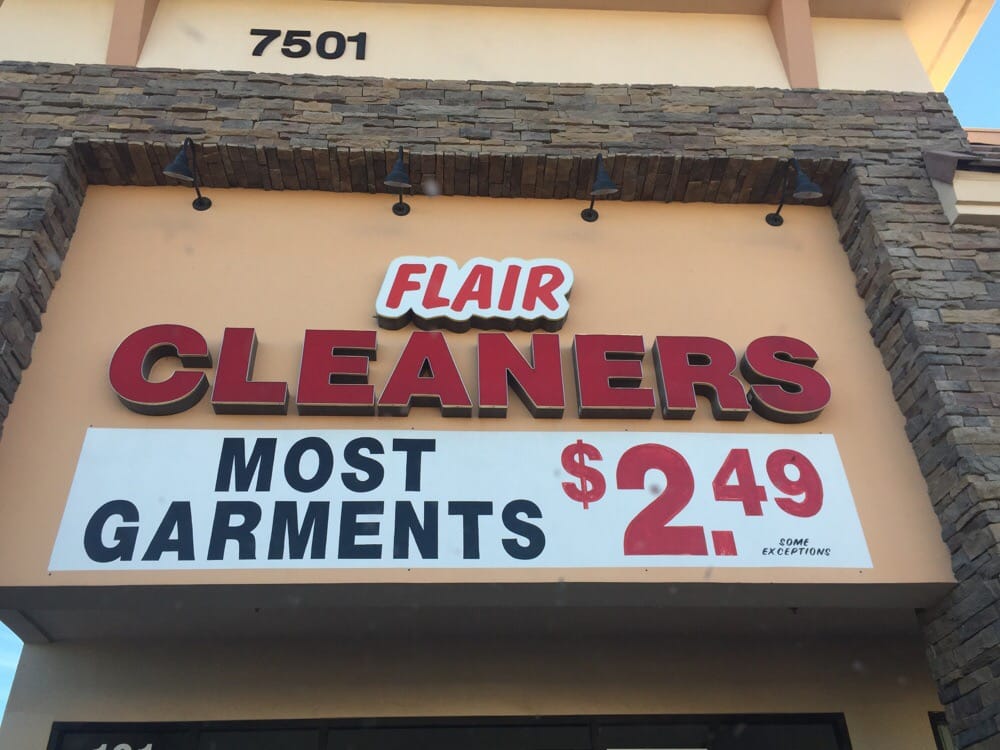 7501
FLAIR
CLEANERS
MOST
GARMENTS
$2.49
SOME
EXCEPTIONS